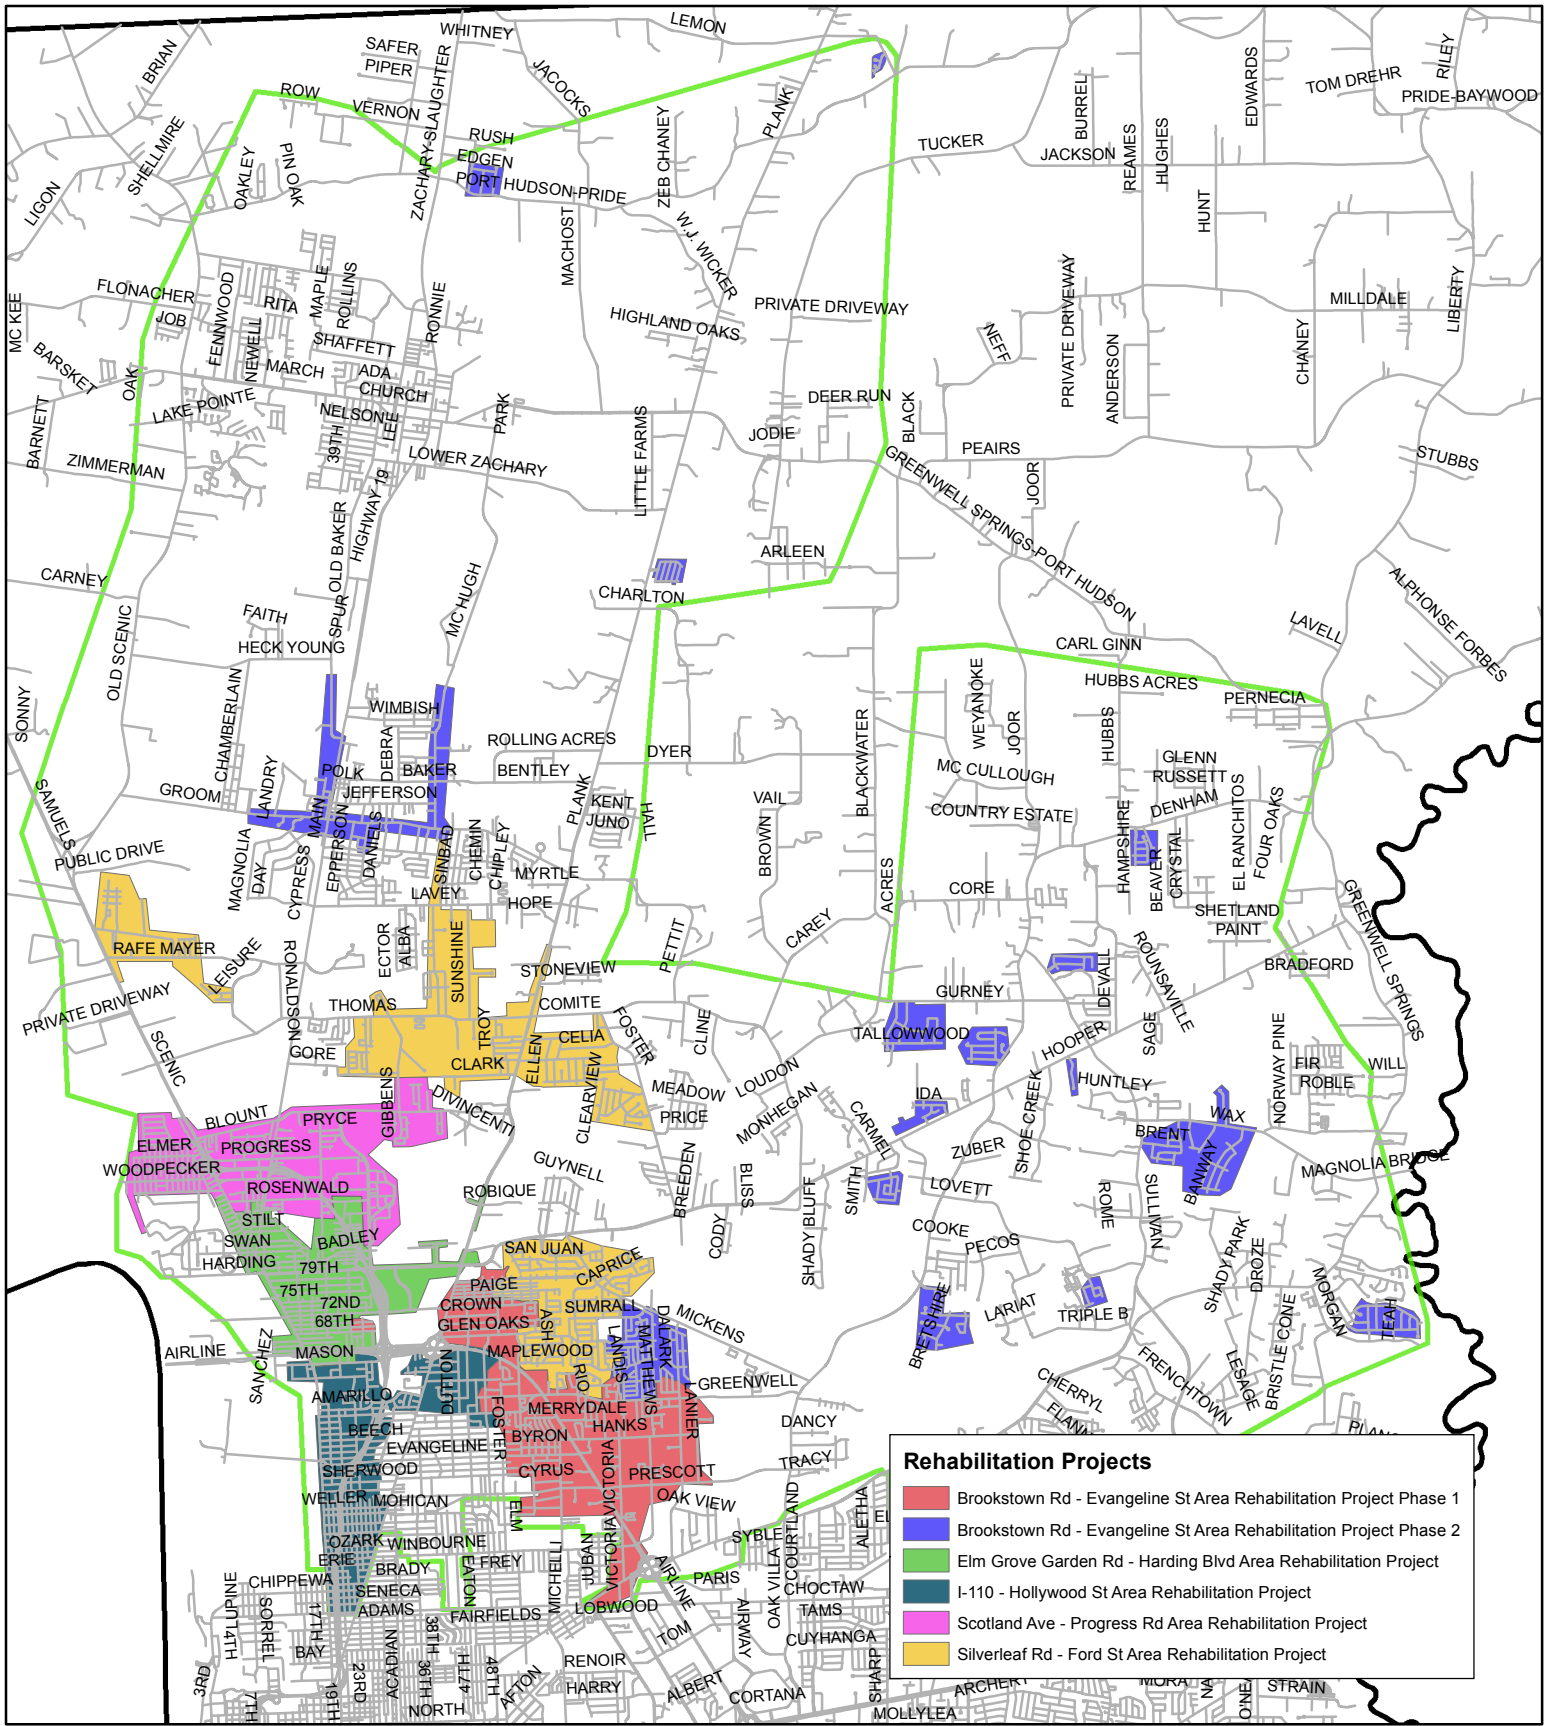 LEMON
WHITNEY
SAFER
PIPER
BRIAN
JACOCKS
RILEY
EDWARDS
TOM DREHR
PRIDE-BAYWOOD
ROW
VERNON
ZACHARY-SLAUGHTER
PLANK
BURREL
RUSH
EDGEN
ZEB CHANEY
TUCKER
JACKSON
REAMES
HUGHES
SHELLMIRE
OAKLEY
PIN OAK
PORT HUDSON-PRIDE
LIGON
MACHOST
W.J. WICKER
HUNT
FLONACHER
JOB
FENNWOOD
RITA
MAPLE
ROLLINS
RONNIE
PRIVATE DRIVEWAY
PRIVATE DRIVEWAY
MILLDALE
LIBERTY
MC KEE
NEWELL
SHAFFETT
HIGHLAND OAKS
NEFF
ANDERSON
CHANEY
BARSKET
OAK
MARCH
ADA
CHURCH
LAKE POINTE
NELSON
LEE
PARK
DEER RUN
BLACK
BARNETT
39TH
LITTLE FARMS
JODIE
PEAIRS
ZIMMERMAN
LOWER ZACHARY
GREENWELL SPRINGS-PORT HUDSON
JOOR
STUBBS
HIGHWAY 19
OLD BAKER
ARLEEN
CARNEY
CHARLTON
MC HUGH
ALPHONSE FORBES
FAITH
SPUR
HECK YOUNG
OLD SCENIC
LAVELL
CARL GINN
HUBBS ACRES
PERNECIA
SONNY
CHAMBERLAIN
WIMBISH
WEYANOKE
JOOR
HUBBS
ROLLING ACRES
DYER
BLACKWATER
DEBRA
POLK
BAKER
BENTLEY
MC CULLOUGH
GLENN
RUSSETT
SAMUELS
GROOM
LANDRY
JEFFERSON
PLANK
KENT
JUNO
HALL
VAIL
COUNTRY ESTATE
DENHAM
EL RANCHITOS
FOUR OAKS
MAIN
EPPERSON
DANIELS
SINBAD
CHEMIN
CHIPLEY
PUBLIC DRIVE
MAGNOLIA
DAY
CYPRESS
MYRTLE
BROWN
HAMPSHIRE
BEAVER
CRYSTAL
LAVEY
HOPE
ACRES
CORE
SHETLAND
PAINT
GREENWELL SPRINGS
RAFE MAYER
LEISURE
RONALDSON
ECTOR
ALBA
SUNSHINE
STONEVIEW
PETTIT
CAREY
BRADFORD
DEVALL
ROUNSAVILLE
PRIVATE DRIVEWAY
THOMAS
COMITE
GURNEY
SCENIC
GORE
TROY
CLARK
ELLEN
CELIA
FOSTER
CLINE
TALLOWWOOD
HOOPER
SAGE
NORWAY PINE
FIR
ROBLE
WILL
GIBBENS
DIVINCENTI
CLEARVIEW
MEADOW
PRICE
LOUDON
MONHEGAN
IDA
HUNTLEY
BLOUNT
PRYCE
ELMER
PROGRESS
WOODPECKER
CARMEL
SHOE CREEK
WAX
BRENT
BANWAY
MAGNOLIA BRIDGE
ZUBER
ROSENWALD
GUYNELL
ROBIQUE
BREEDEN
BLISS
SMITH
LOVETT
ROME
SULLIVAN
STILT
SWAN
BADLEY
HARDING
CODY
SHADY BLUFF
COOKE
PECOS
SHADY PARK
DROZE
SAN JUAN
CAPRICE
79TH
75TH
72ND
68TH
PAIGE
CROWN
GLEN OAKS
ASH
SUMRALL
DALARK
MICKENS
BRETSHIRE
LARIAT
TRIPLE B
BRISTLE CONE
MORGAN
TEAH
AIRLINE
SANCHEZ
MASON
MAPLEWOOD
LANDIS
MATTHEWS
RIO
DUTTON
AMARILLO
FOSTER
MERRYDALE
HANKS
LANIER
GREENWELL
CHERRYL
FRENCHTOWN
LESAGE
BEECH
EVANGELINE
BYRON
DANCY
TRACY
SHERWOOD
CYRUS
VICTORIA
PRESCOTT
WELLER
MOHICAN
ELM
OAK VIEW
SYBLE
COURTLAND
ALETHA
OZARK
WINBOURNE
ERIE
BRADY
EATON
FREY
MICHELLI
JUBAN
VICTORIA
AIRLINE
PARIS
OAK VILLA
CHOCTAW
CHIPPEWA
SENECA
ADAMS
FAIRFIELDS
LOBWOOD
TAMS
CUYHANGA
LUPINE
14TH
SORREL
17TH
BAY
38TH
TOM
AIRWAY
3RD
7TH
19TH
23RD
ACADIAN
36TH
47TH
48TH
AFTON
NORTH
RENOIR
HARRY
ALBERT
CORTANA
SHARP
MOLLYLEA
STRAIN
Rehabilitation Projects
Brookstown Rd - Evangeline St Area Rehabilitation Project Phase 1
Brookstown Rd - Evangeline St Area Rehabilitation Project Phase 2
Elm Grove Garden Rd - Harding Blvd Area Rehabilitation Project
I-110 - Hollywood St Area Rehabilitation Project
Scotland Ave - Progress Rd Area Rehabilitation Project
Silverleaf Rd - Ford St Area Rehabilitation Project